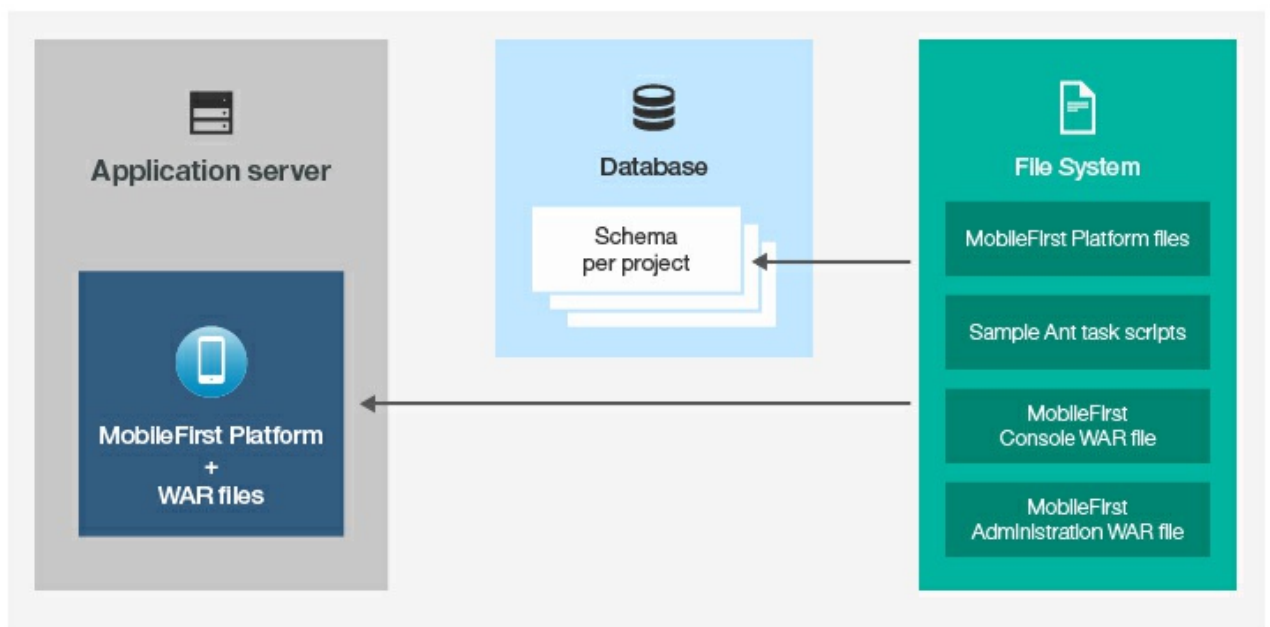 Application server
MobileFirst Platform
+
WAR files
Database
Schema
per project
File System
MobileFirst Platform files
Sample Ant task scripts
MobileFirst
Console WAR file
MobileFirst
Administration WAR file